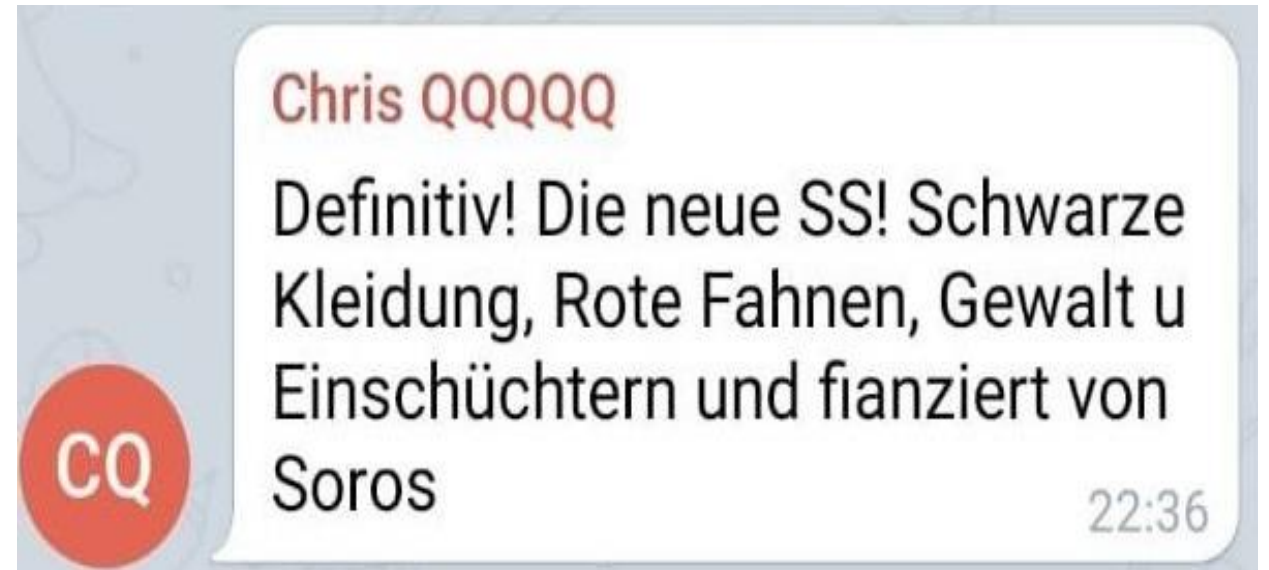 Chris QQQQQ
Definitiv! Die neue SS! Schwarze
Kleidung, Rote Fahnen, Gewalt u
Einschüchtern und fianziert von
Soros
22:36
CQ